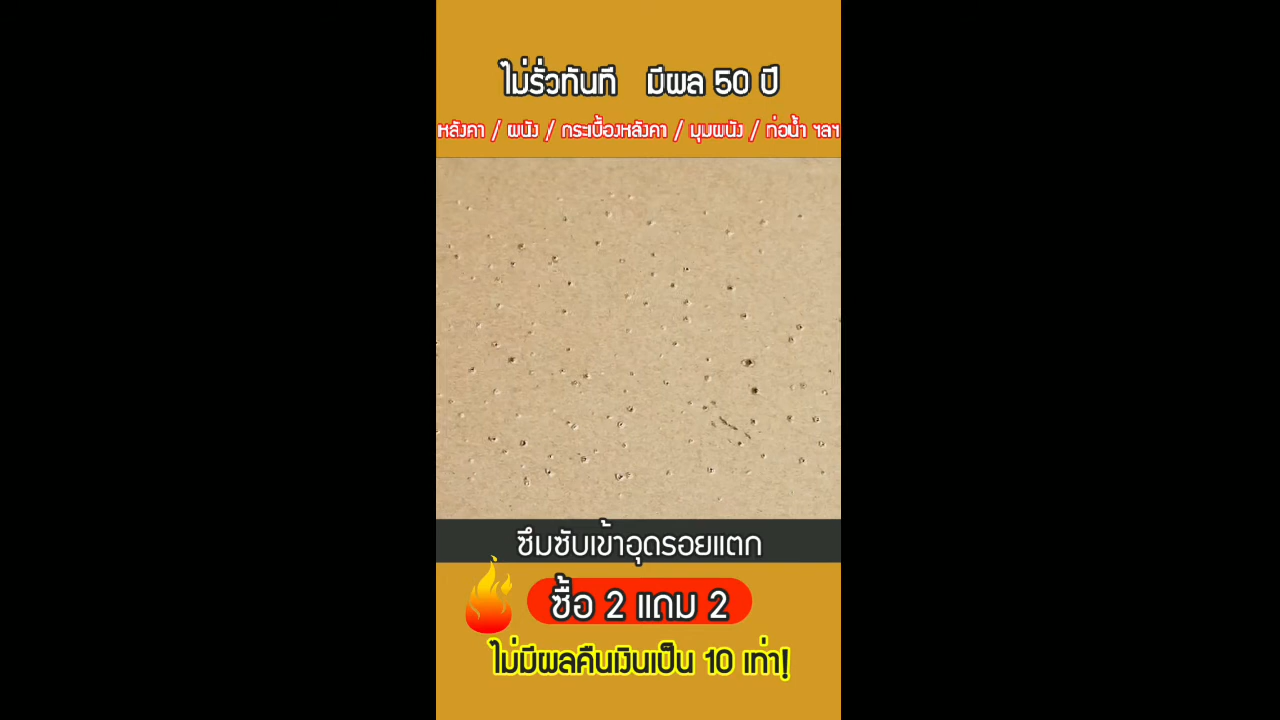 ไม่รั่วทันที มีผล 50 ปี
หลังคา / ผนัง / กระเบื้องหลังคา / มุมผนัง / ท่อน้ำ ฯลฯ
ซึมซับเข้าอุดรอยแตก
ซื้อ 2 แถม 2
ไม่มีผลคืนเงินเป็น 10 เท่า!